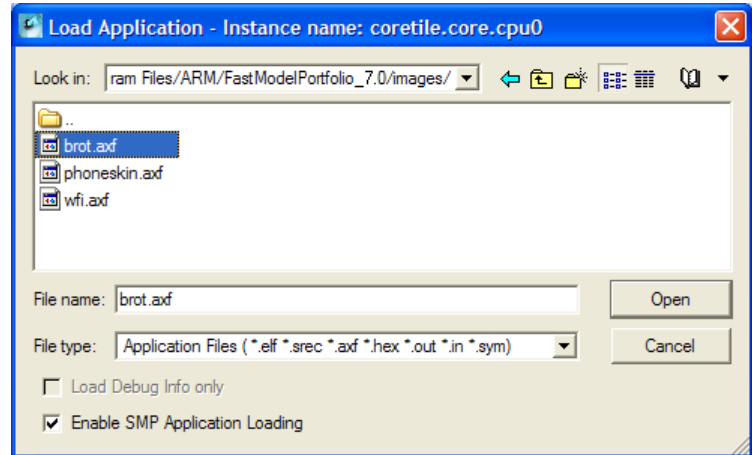 Load Application - Instance name: coretile.core.cpu0
Look in: ram Files/ARM/FastModelPortfolio_7.0/images/
..
brot.axf
phoneskin.axf
wfi.axf
File name: brot.axf Open
File type: Application Files ( *.elf *.srec *.axf *.hex *.out *.in *.sym) Cancel
Load Debug Info only
Enable SMP Application Loading